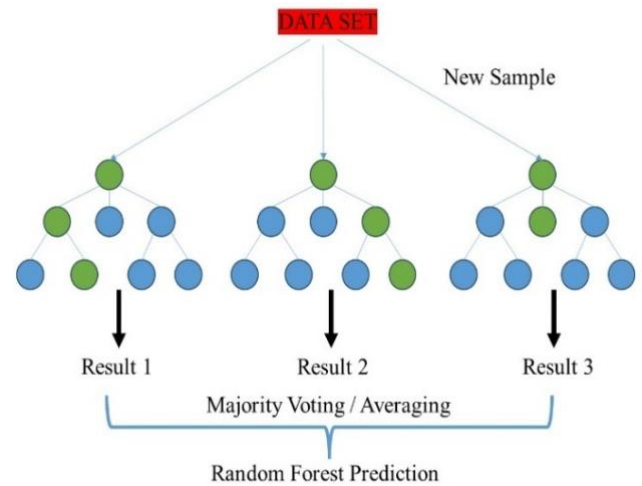 DATA SET
New Sample
Result 1
Result 2
Result 3
Majority Voting / Averaging
Random Forest Prediction